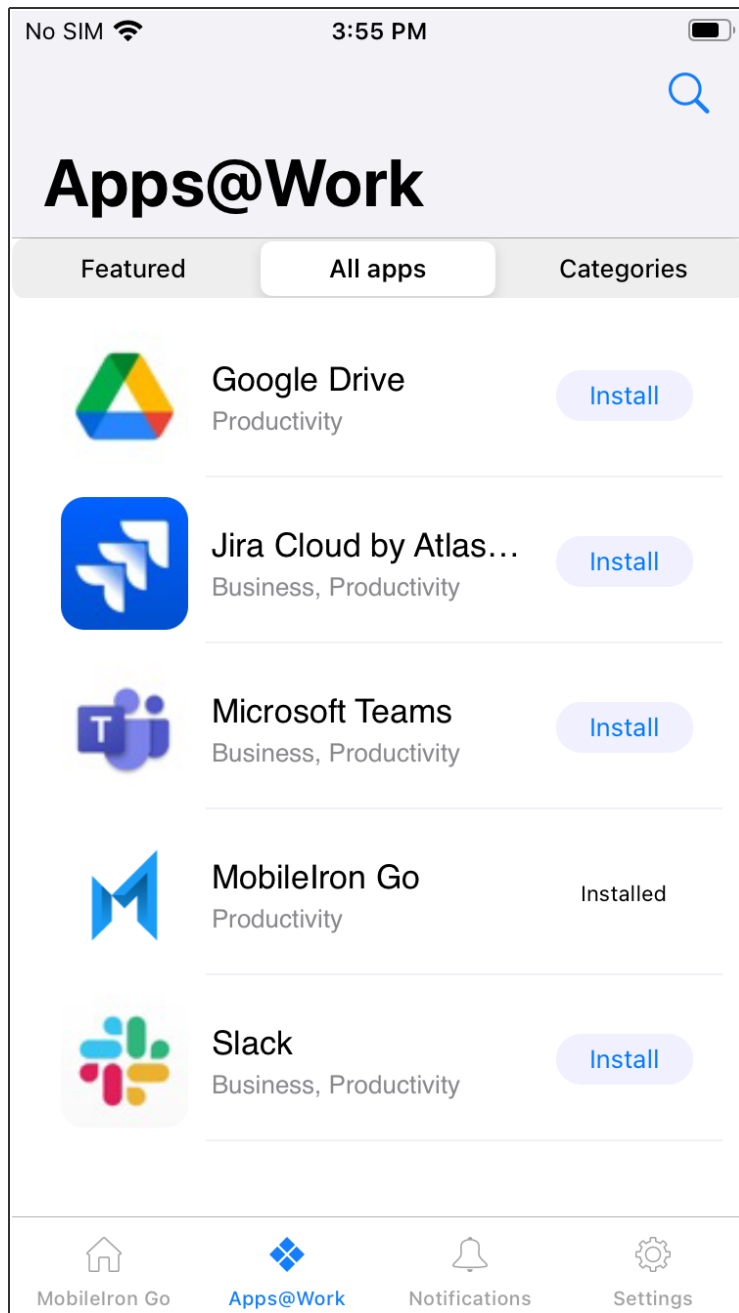 No SIM 3:55 PM
Apps@Work
Featured All apps Categories
Google Drive
Productivity
Install
Jira Cloud by Atlas...
Business, Productivity
Install
T
Microsoft Teams
Business, Productivity
Install
MobileIron Go
Productivity
Installed
Slack
Business, Productivity
Install
MobileIron Go Apps@Work Notifications Settings